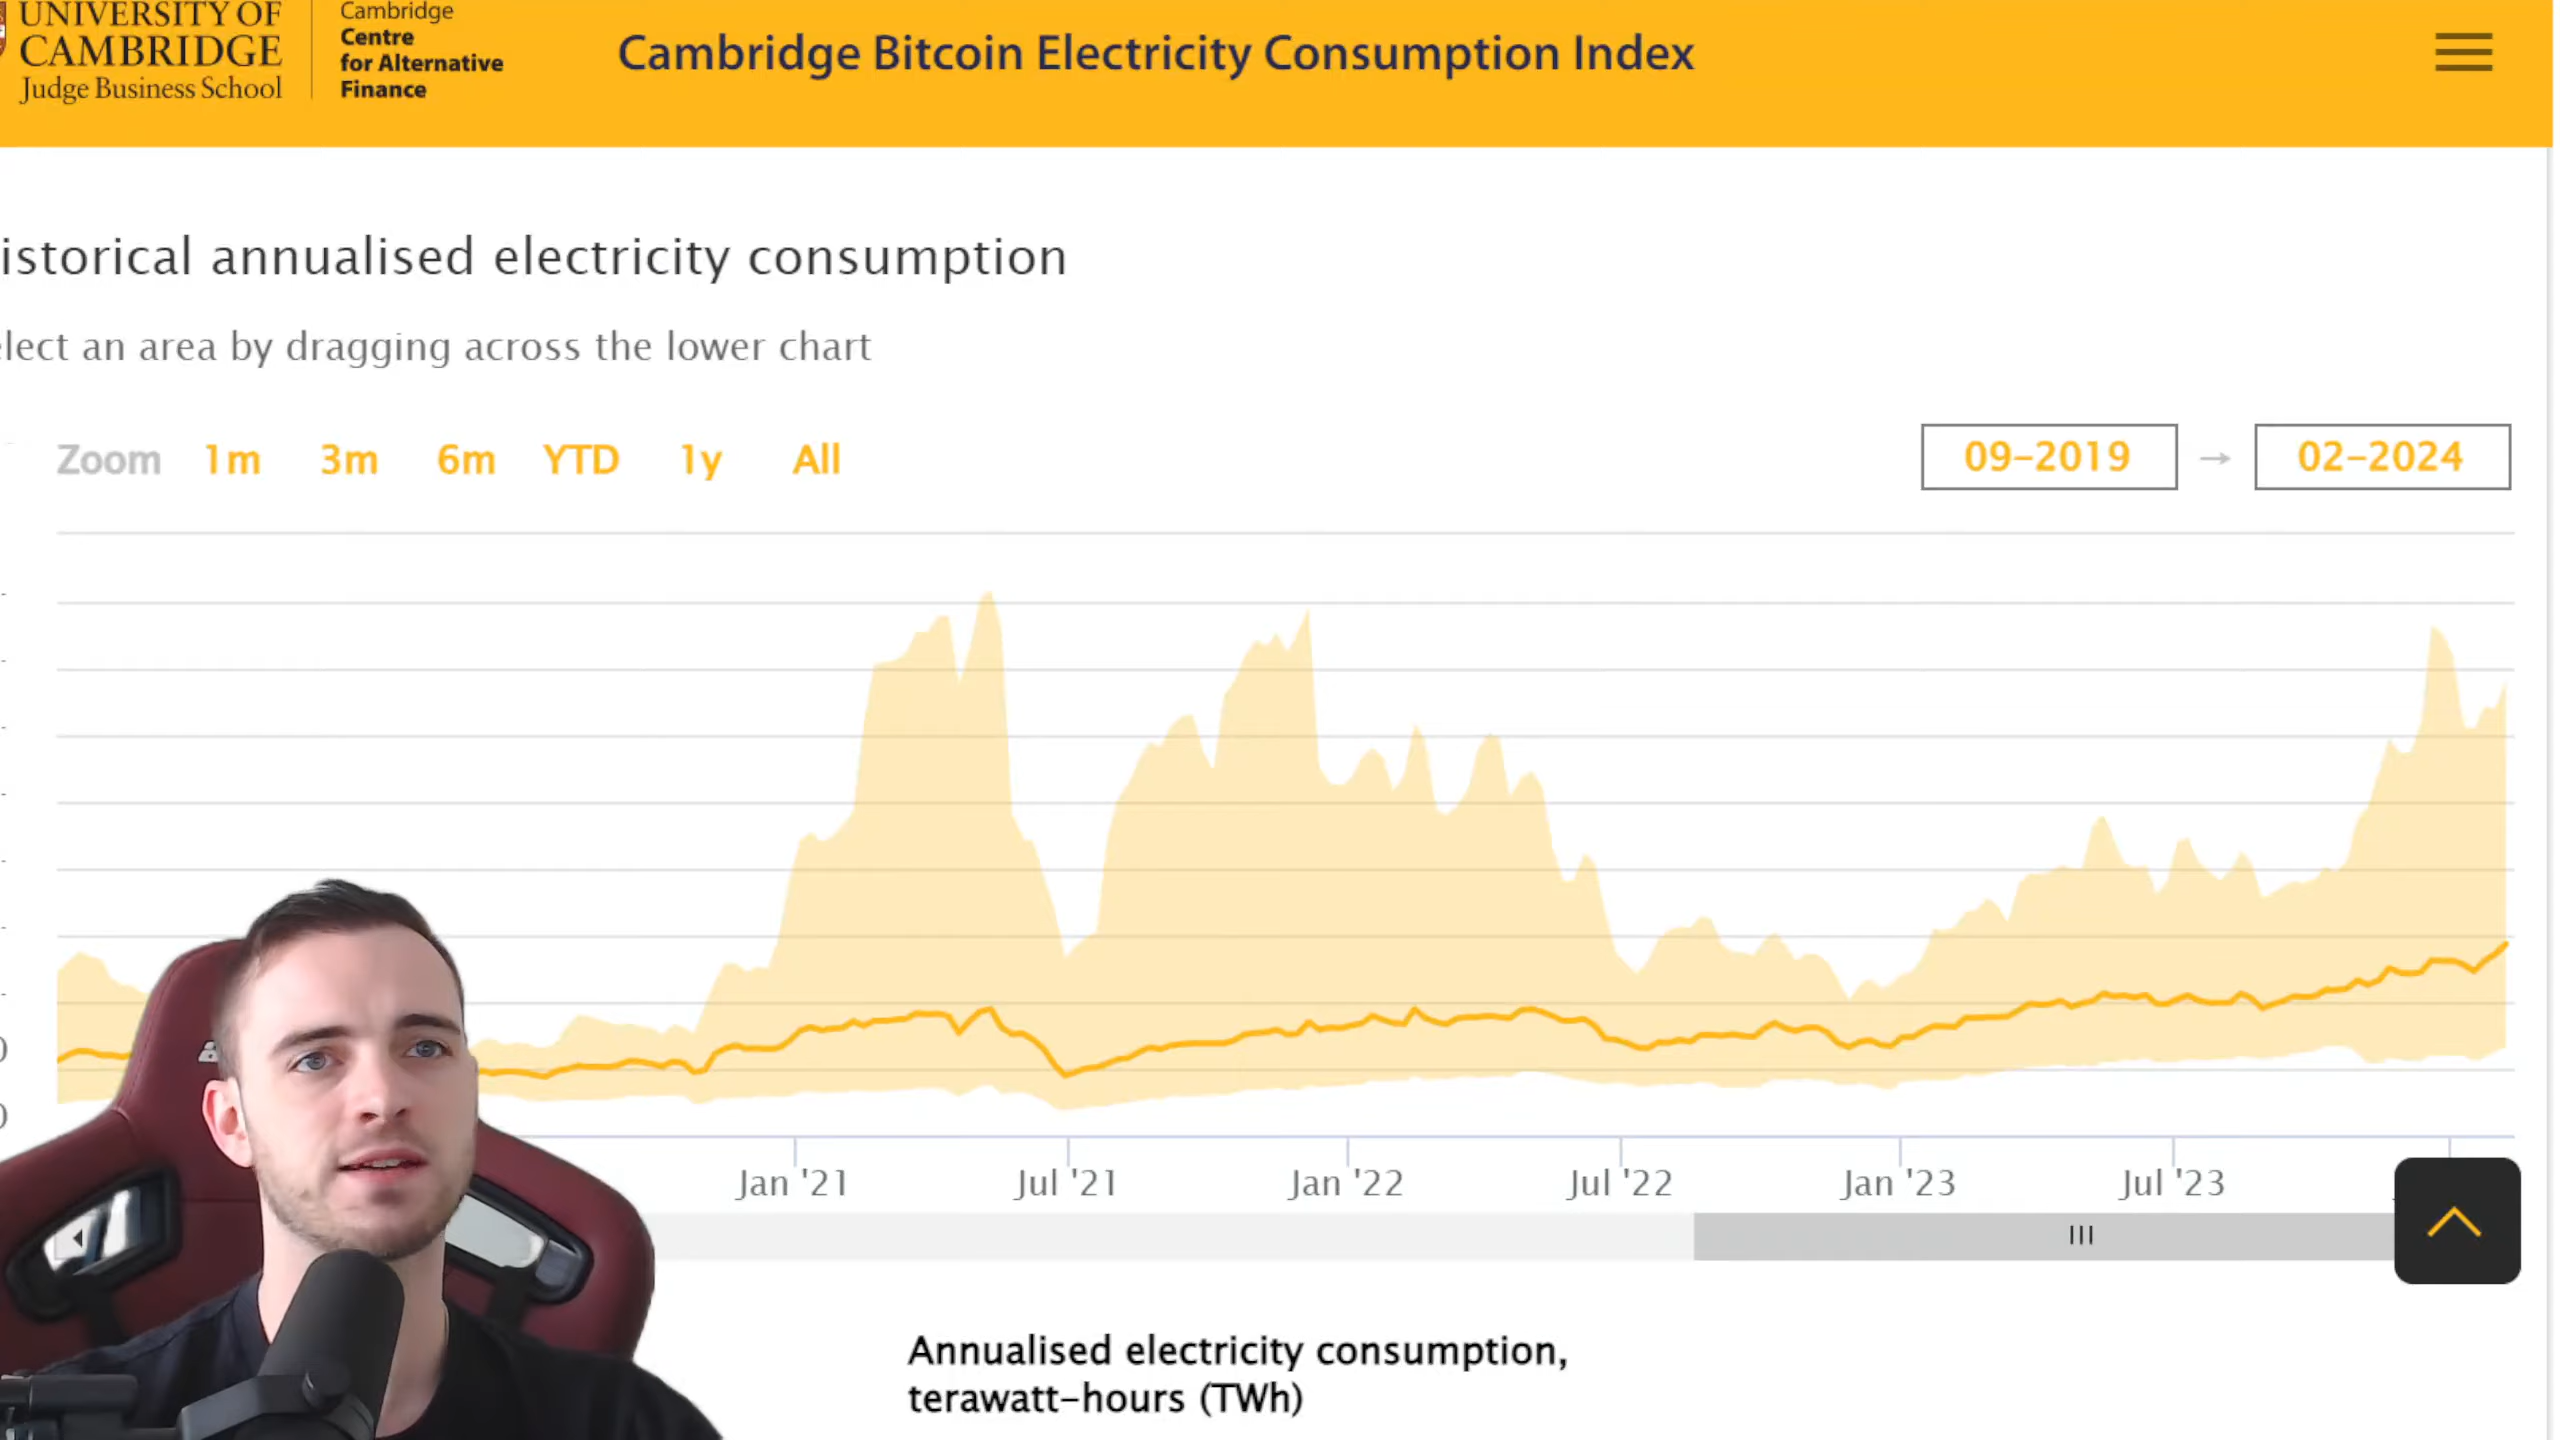 UNIVERSITY OF
CAMBRIDGE
Judge Business School
Cambridge
Centre
for Alternative
Finance
Cambridge Bitcoin Electricity Consumption Index
istorical annualised electricity consumption
elect an area by dragging across the lower chart
Zoom 1m 3m 6m YTD 1y All
09-2019 → 02-2024
0
0
Jan '21 Jul '21 Jan '22 Jul '22 Jan '23 Jul '23
Annualised electricity consumption,
terawatt-hours (TWh)